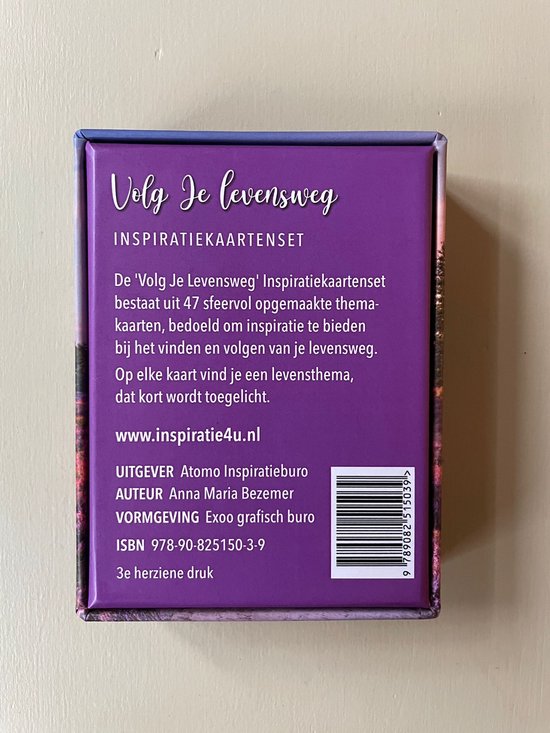 Volg Je levensweg
INSPIRATIEKAARTENSET
De 'Volg Je Levensweg' Inspiratiekaartenset
bestaat uit 47 sfeervol opgemaakte thema-
kaarten, bedoeld om inspiratie te bieden
bij het vinden en volgen van je levensweg.
Op elke kaart vind je een levensthema,
dat kort wordt toegelicht.
www.inspiratie4u.nl
UITGEVER Atomo Inspiratieburo
AUTEUR Anna Maria Bezemer
VORMGEVING Exoo grafisch buro
ISBN 978-90-825150-3-9
3e herziene druk
9 789082 515039 >